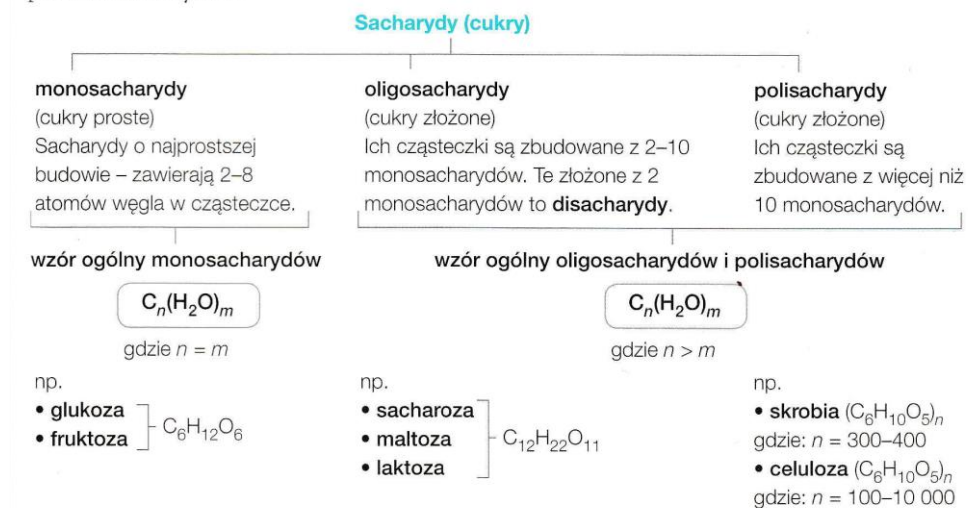 Sacharydy (cukry)
monosacharydy
(cukry proste)
Sacharydy o najprostszej
budowie – zawierają 2–8
atomów węgla w cząsteczce.
oligosacharydy
(cukry złożone)
Ich cząsteczki są zbudowane z 2–10
monosacharydów. Te złożone z 2
monosacharydów to disacharydy.
polisacharydy
(cukry złożone)
Ich cząsteczki są
zbudowane z więcej niż
10 monosacharydów.
wzór ogólny monosacharydów
Cₙ(H₂O)ₘ
gdzie n = m
wzór ogólny oligosacharydów i polisacharydów
Cₙ(H₂O)ₘ
gdzie n > m
np.
• glukoza
• fruktoza
C₆H₁₂O₆
np.
• sacharoza
• maltoza
• laktoza
C₁₂H₂₂O₁₁
np.
• skrobia (C₆H₁₀O₅)ₙ
gdzie: n = 300–400
• celuloza (C₆H₁₀O₅)ₙ
gdzie: n = 100–10 000